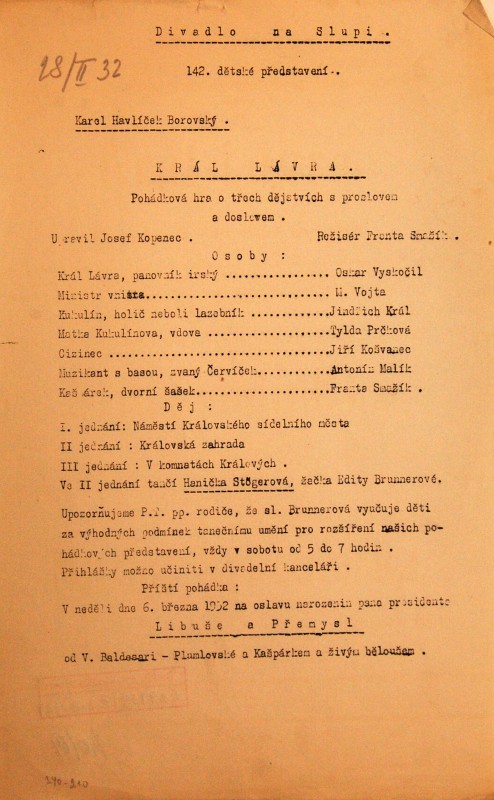 Divadlo na Slupi.
28/II 32
142. dětské představení.
Karel Havlíček Borovský .
KRÁL LÁVRA.
Pohádková hra o třech dějstvích s proslovem
a doslovem .
Upravil Josef Kopenec . Režisér Franta Smažík .
Osoby :
Král Lávra, panovník irský ................ Oskar Vyskočil
Ministr vnitra............................. M. Vojta
Kukulín, holič neboli lazebník .............Jindřich Král
Matka Kukulínova, vdova ....................Tylda Prčková
Cizinec ....................................Jiří Košvanec
Muzikant s basou, zvaný Červíček............Antonín Malík
Kašpárek, dvorní šašek......................Franta Smažík .
Děj :
I. jednání: Náměstí Královského sídelního města
II jednání : Královská zahrada
III jednání : V komnatách Králových .
Ve II jednání tančí Hanička Stögerová, žečka Edity Brunnerové.
Upozorňujeme P.T. pp. rodiče, že sl. Brunnerová vyučuje děti
za výhodných podmínek tanečnímu umění pro rozšíření našich po-
hádkových představení, vždy v sobotu od 5 do 7 hodin .
Přihlášky možno učiniti v divadelní kanceláři .
Příští pohádka :
V neděli dne 6. března 1932 na oslavu narozenin pana presidenta
Libuše a Přemysl
od V. Baldesari - Plumlovské a Kašpárkem a živým běloušem .